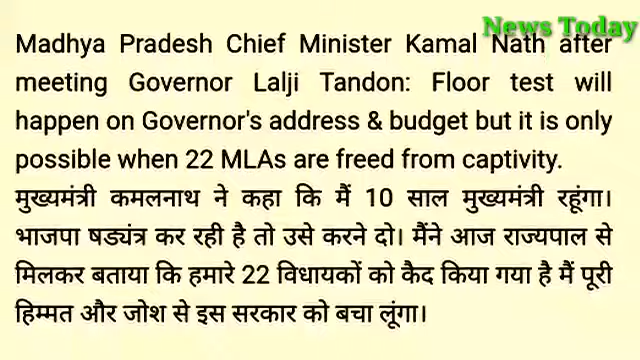 News Today
Madhya Pradesh Chief Minister Kamal Nath after
meeting Governor Lalji Tandon: Floor test will
happen on Governor's address & budget but it is only
possible when 22 MLAs are freed from captivity.
मुख्यमंत्री कमलनाथ ने कहा कि मैं 10 साल मुख्यमंत्री रहूंगा।
भाजपा षड्यंत्र कर रही है तो उसे करने दो। मैंने आज राज्यपाल से
मिलकर बताया कि हमारे 22 विधायकों को कैद किया गया है मैं पूरी
हिम्मत और जोश से इस सरकार को बचा लूंगा।